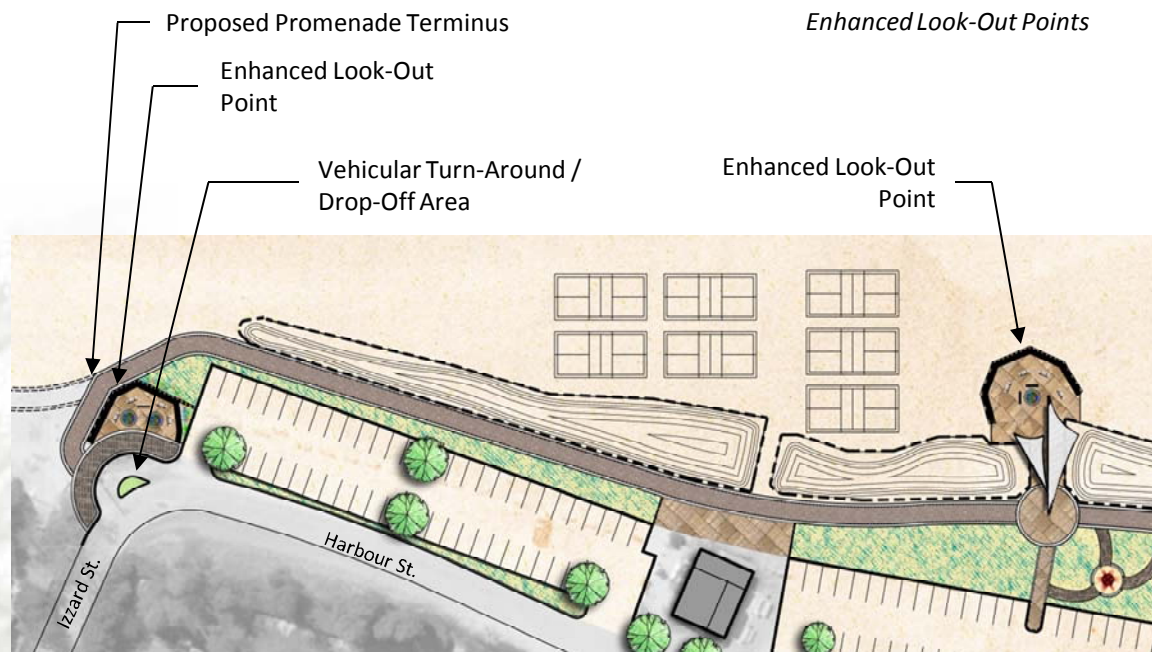 Proposed Promenade Terminus
Enhanced Look-Out Points
Enhanced Look-Out
Point
Vehicular Turn-Around /
Drop-Off Area
Enhanced Look-Out
Point
Harbour St.
Izzard St.